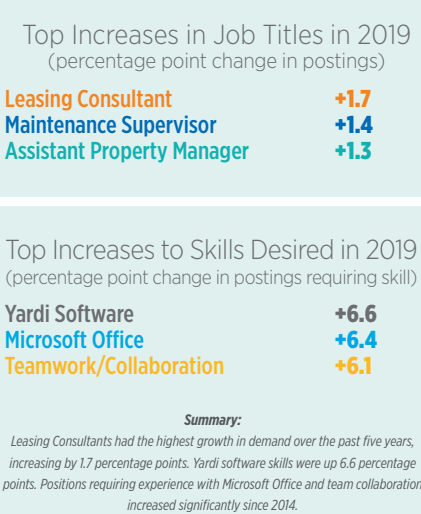 Top Increases in Job Titles in 2019
(percentage point change in postings)
Leasing Consultant +1.7
Maintenance Supervisor +1.4
Assistant Property Manager +1.3
Top Increases to Skills Desired in 2019
(percentage point change in postings requiring skill)
Yardi Software +6.6
Microsoft Office +6.4
Teamwork/Collaboration +6.1
Summary:
Leasing Consultants had the highest growth in demand over the past five years,
increasing by 1.7 percentage points. Yardi software skills were up 6.6 percentage
points. Positions requiring experience with Microsoft Office and team collaboration
increased significantly since 2014.